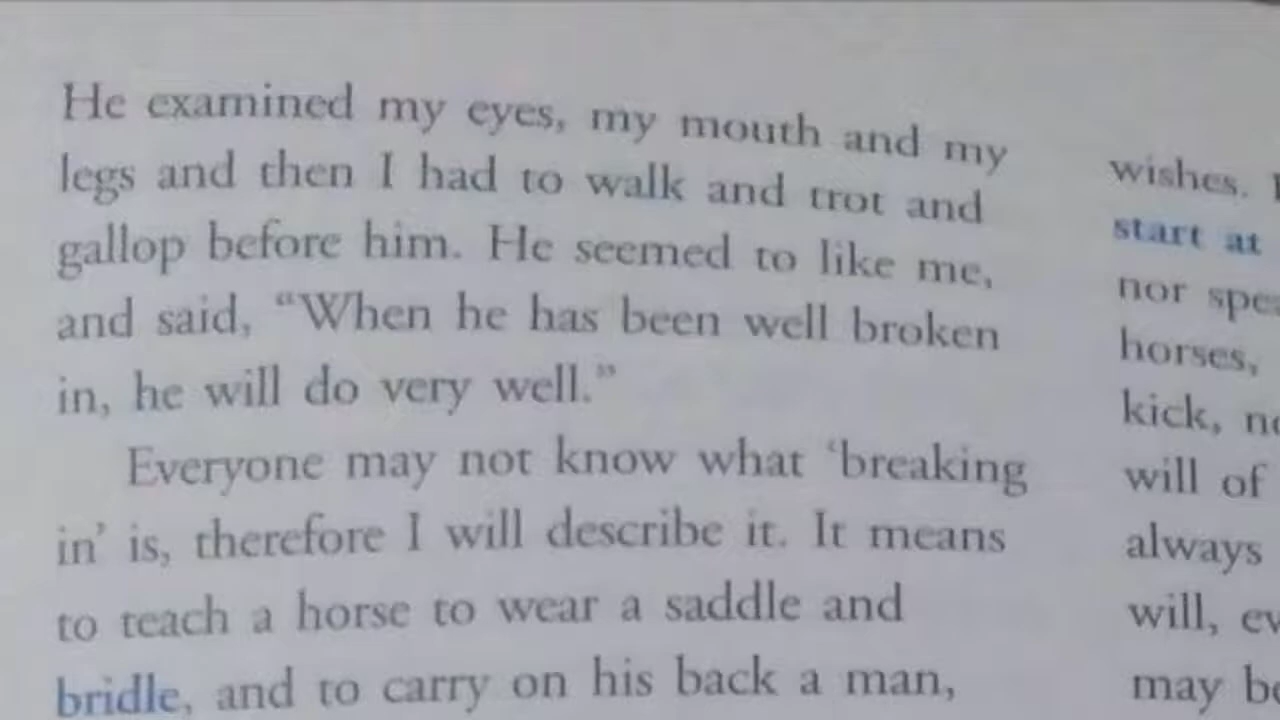 He examined my eyes, my mouth and my
legs and then I had to walk and trot and
gallop before him. He seemed to like me,
and said, “When he has been well broken
in, he will do very well.”
Everyone may not know what ‘breaking
in’ is, therefore I will describe it. It means
to teach a horse to wear a saddle and
bridle, and to carry on his back a man,
wishes.
start at
nor
horses,
kick,
will of
always
will,
may